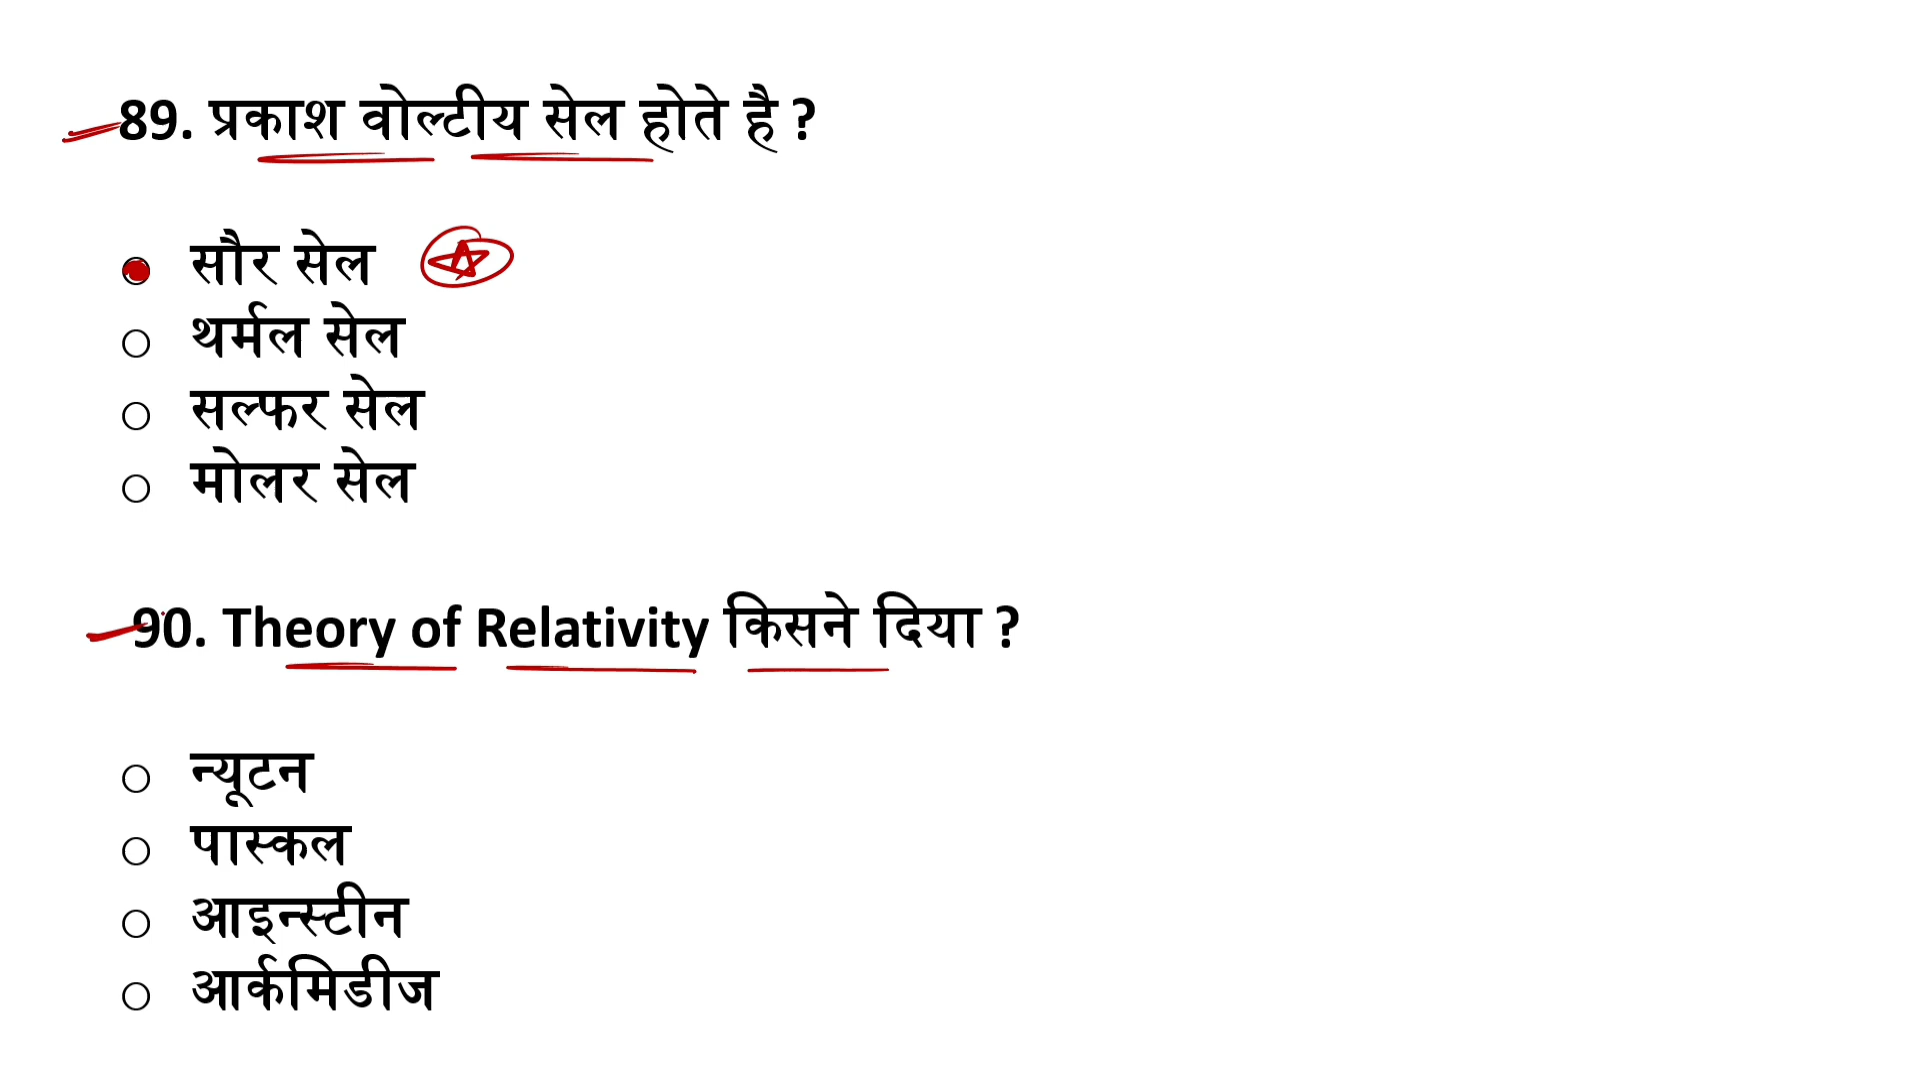 89. प्रकाश वोल्टीय सेल होते है ?
सौर सेल
थर्मल सेल
सल्फर सेल
मोलर सेल
90. Theory of Relativity किसने दिया ?
न्यूटन
पास्कल
आइन्स्टीन
आर्कमिडीज